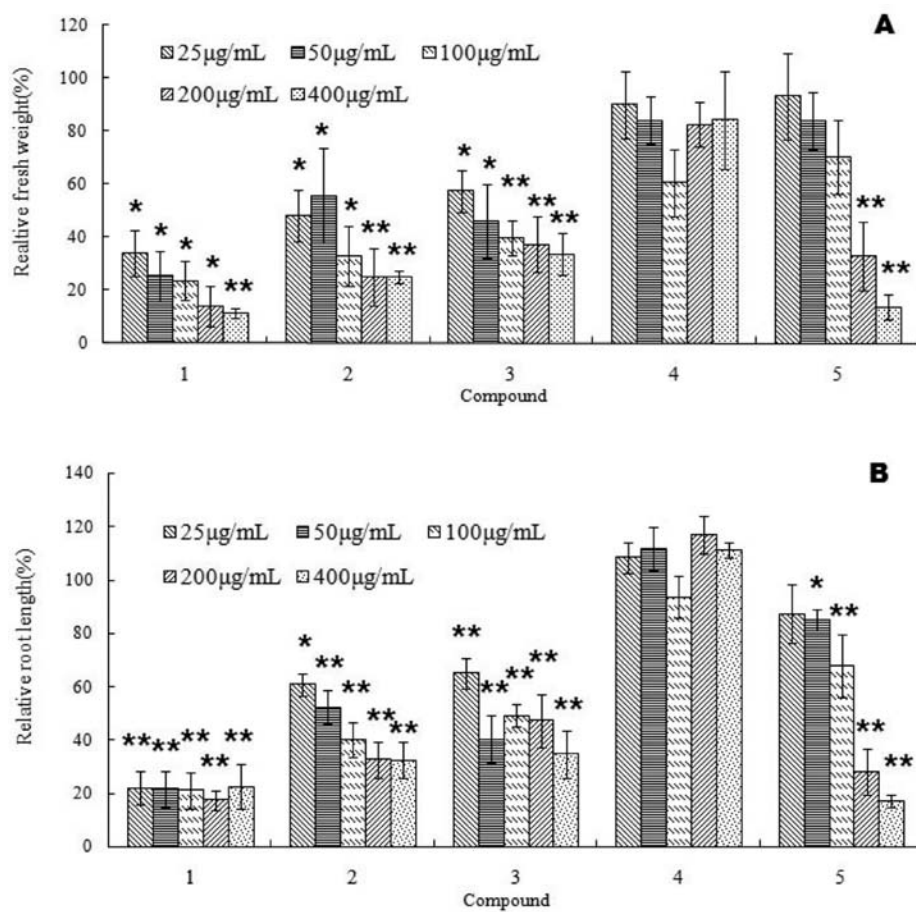 A
120
100
80
60
40
20
0
Realtive fresh weight(%)
25μg/mL 50μg/mL 100μg/mL
200μg/mL 400μg/mL
* * * * **
* * * ** **
* * ** ** **
** **
1 2 3 4 5
Compound
B
140
120
100
80
60
40
20
0
Relative root length(%)
25μg/mL 50μg/mL 100μg/mL
200μg/mL 400μg/mL
** ** ** ** **
* ** ** ** **
** ** ** ** **
* ** ** **
1 2 3 4 5
Compound